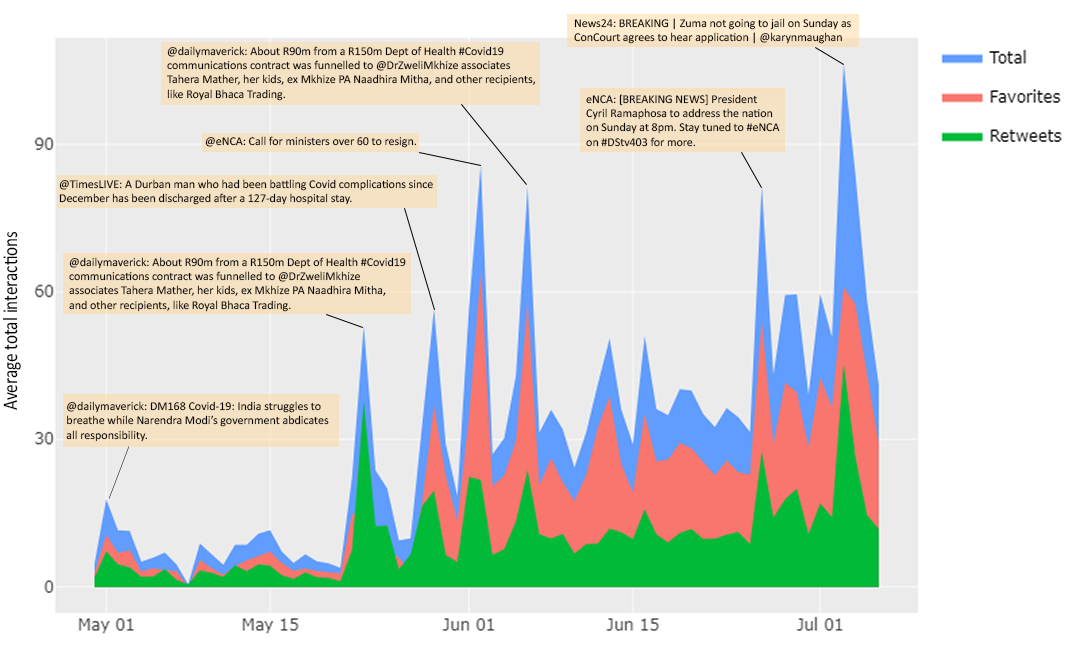 News24: BREAKING | Zuma not going to jail on Sunday as
ConCourt agrees to hear application | @karynmaughan
@dailymaverick: About R90m from a R150m Dept of Health #Covid19
communications contract was funnelled to @DrZweliMkhize associates
Tahera Mather, her kids, ex Mkhize PA Naadhira Mitha, and other recipients,
like Royal Bhaca Trading.
eNCA: [BREAKING NEWS] President
Cyril Ramaphosa to address the nation
on Sunday at 8pm. Stay tuned to #eNCA
on #DStv403 for more.
@eNCA: Call for ministers over 60 to resign.
@TimesLIVE: A Durban man who had been battling Covid complications since
December has been discharged after a 127-day hospital stay.
@dailymaverick: About R90m from a R150m Dept of Health #Covid19
communications contract was funnelled to @DrZweliMkhize
associates Tahera Mather, her kids, ex Mkhize PA Naadhira Mitha,
and other recipients, like Royal Bhaca Trading.
@dailymaverick: DM168 Covid-19: India struggles to
breathe while Narendra Modi's government abdicates
all responsibility.
Total
Favorites
Retweets
Average total interactions
90
60
30
0
May 01
May 15
Jun 01
Jun 15
Jul 01